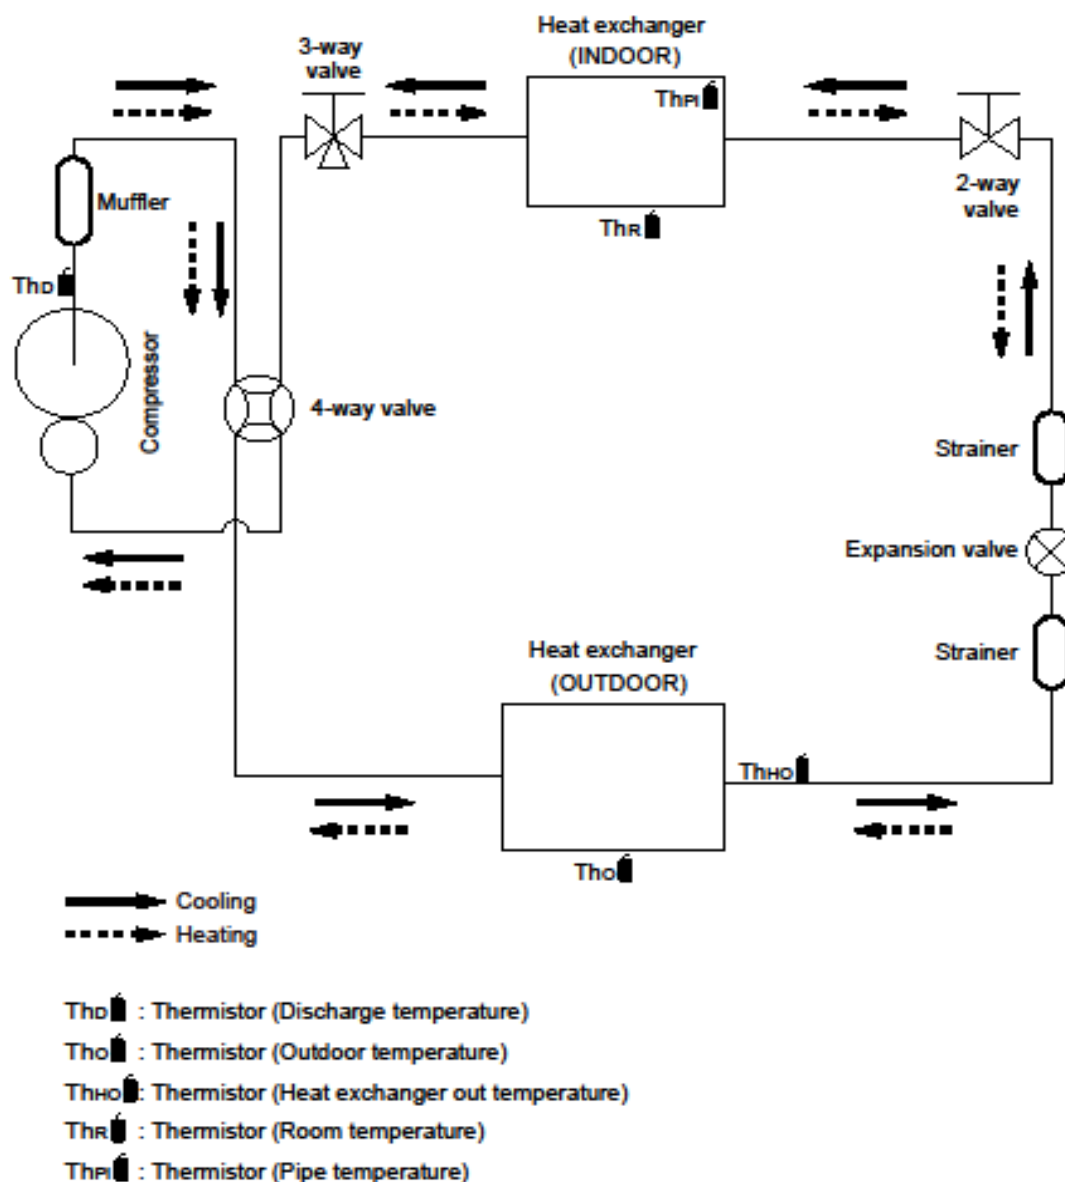 Heat exchanger
(INDOOR)
3-way
valve
ThPI
Muffler
2-way
valve
ThR
ThD
Compressor
4-way valve
Strainer
Expansion valve
Strainer
Heat exchanger
(OUTDOOR)
ThHO
ThO
Cooling
Heating
ThD : Thermistor (Discharge temperature)
ThO : Thermistor (Outdoor temperature)
ThHO : Thermistor (Heat exchanger out temperature)
ThR : Thermistor (Room temperature)
ThPI : Thermistor (Pipe temperature)